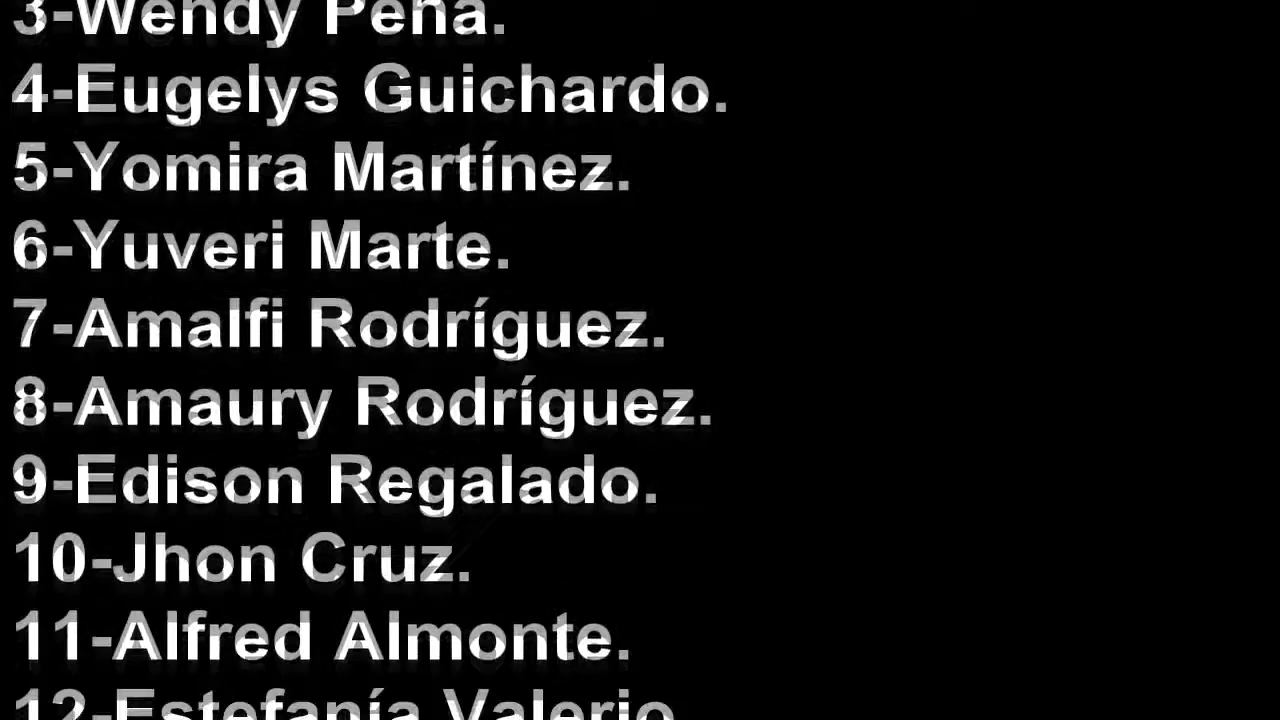 3-Wendy Peña.
4-Eugelys Guichardo.
5-Yomira Martínez.
6-Yuveri Marte.
7-Amalfi Rodríguez.
8-Amaury Rodríguez.
9-Edison Regalado.
10-Jhon Cruz.
11-Alfred Almonte.
12-Estefanía Valerio